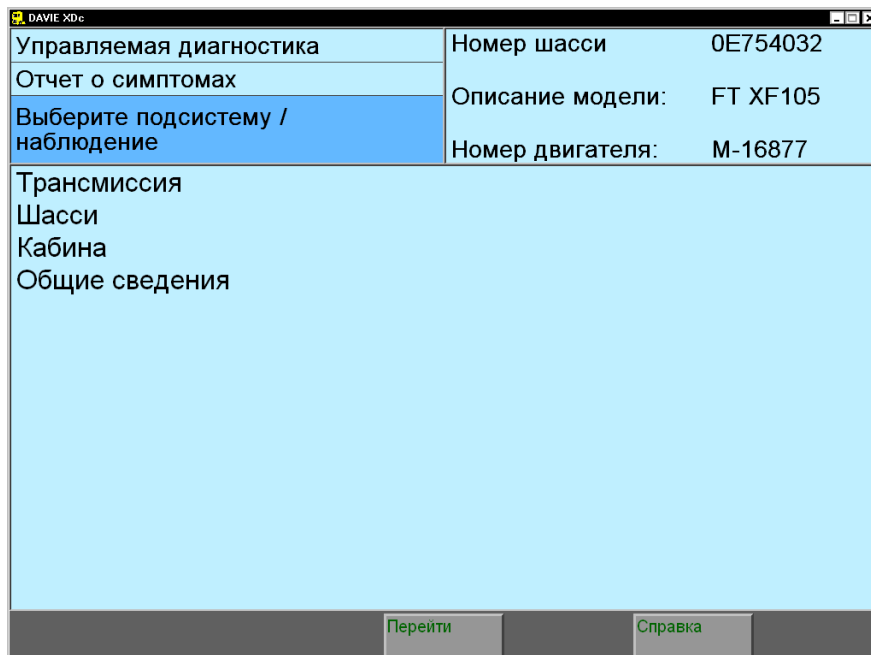 DAVIE XDc
Управляемая диагностика
Отчет о симптомах
Выберите подсистему /
наблюдение
Номер шасси 0E754032
Описание модели: FT XF105
Номер двигателя: M-16877
Трансмиссия
Шасси
Кабина
Общие сведения
Перейти
Справка